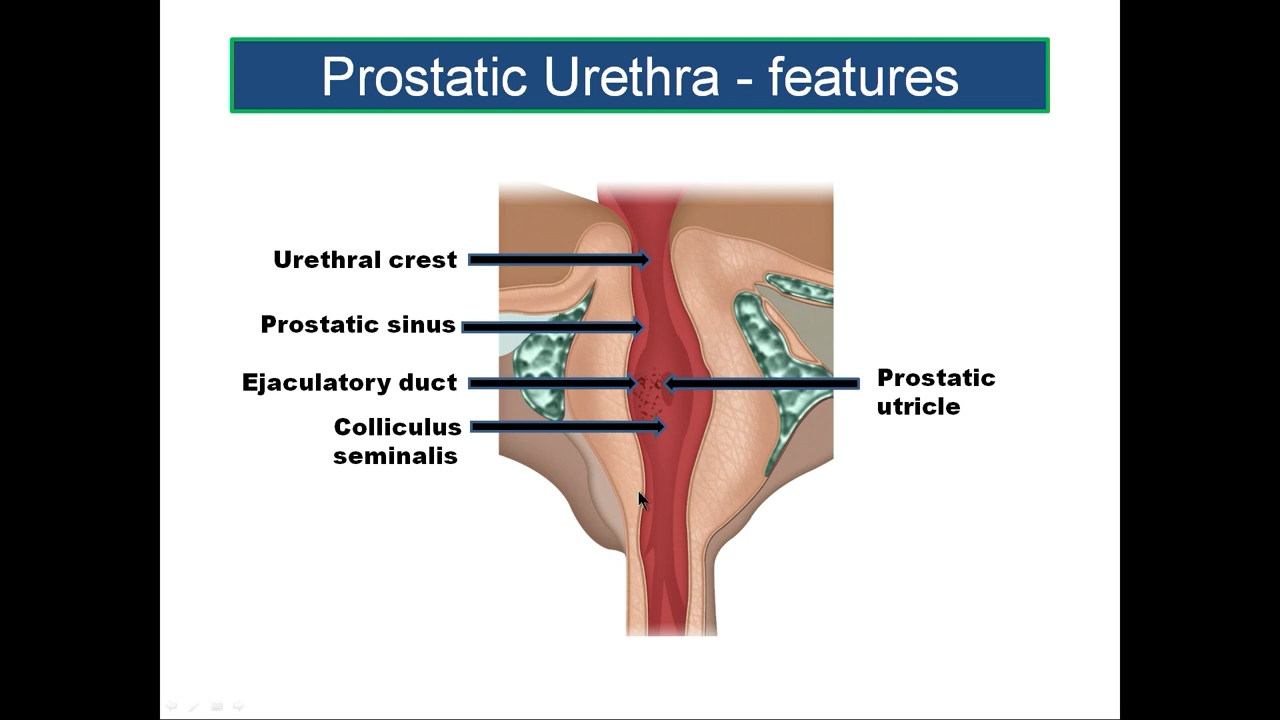 Prostatic Urethra - features
Urethral crest
Prostatic sinus
Ejaculatory duct
Colliculus
seminalis
Prostatic
utricle